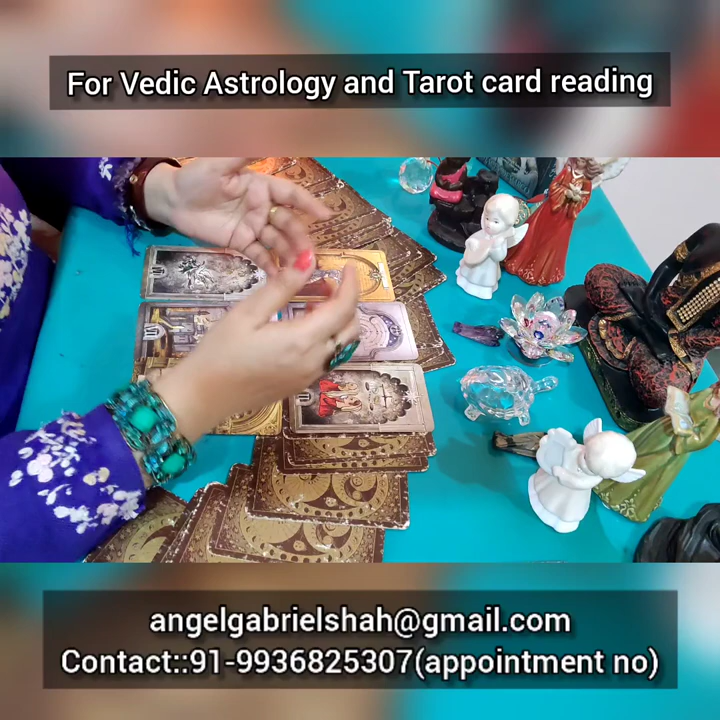 For Vedic Astrology and Tarot card reading
angelgabrielshah@gmail.com
Contact::91-9936825307(appointment no)